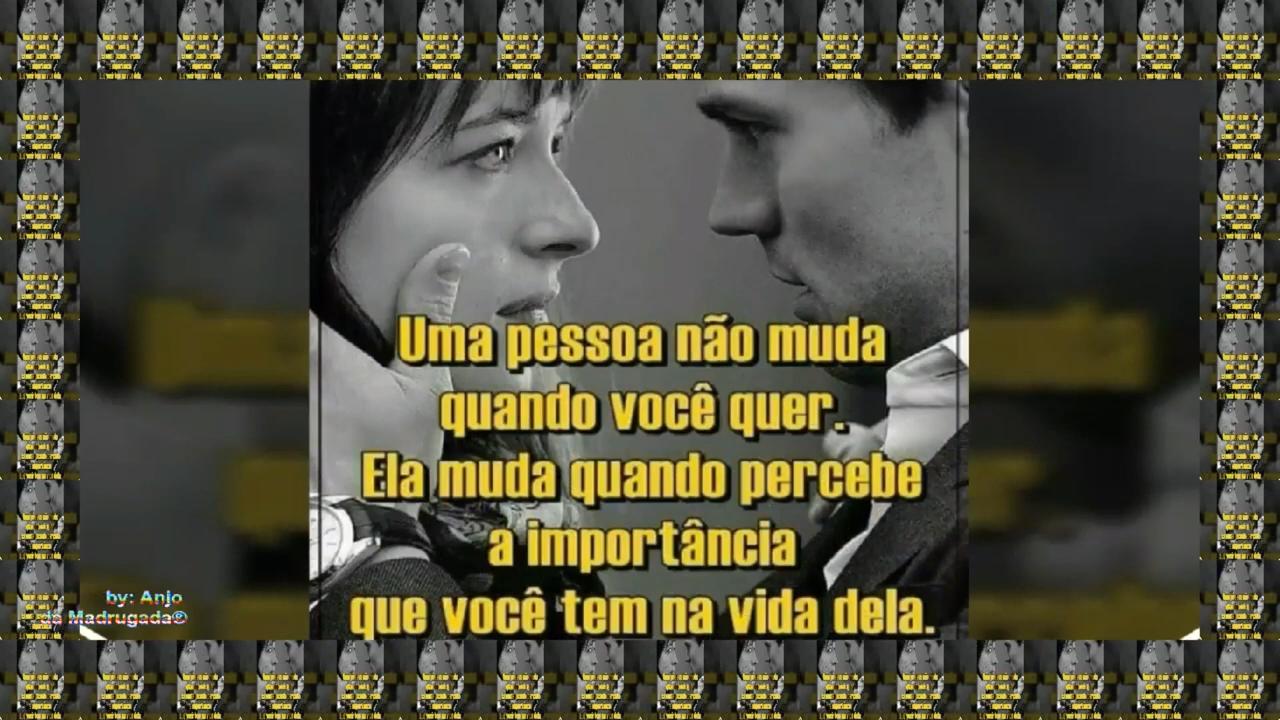 Uma pessoa não muda
quando você quer.
Ela muda quando percebe
a importância
que você tem na vida dela.
by: Anjo
da Madrugada®